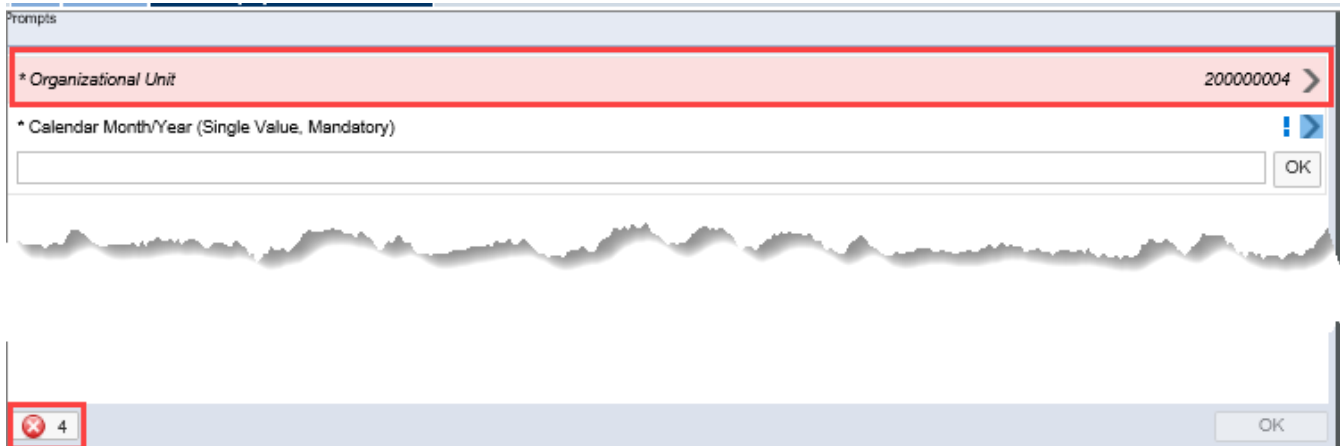 Prompts
* Organizational Unit 200000004
* Calendar Month/Year (Single Value, Mandatory) !
OK
4 OK